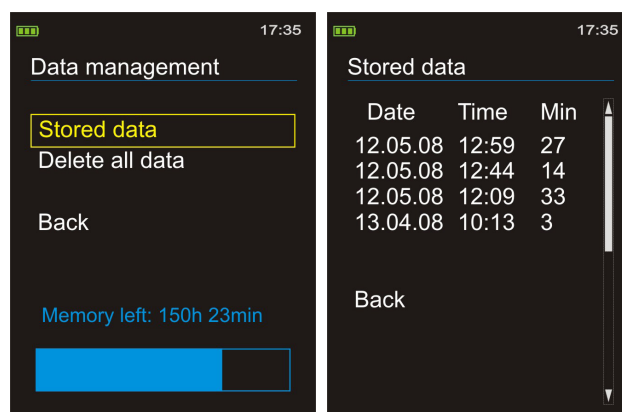 17:35
Data management
Stored data
Delete all data
Back
Memory left: 150h 23min
17:35
Stored data
Date Time Min
12.05.08 12:59 27
12.05.08 12:44 14
12.05.08 12:09 33
13.04.08 10:13 3
Back